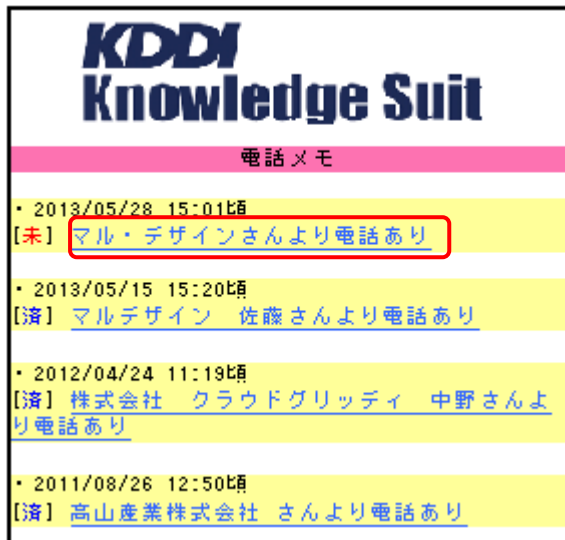 KDDI
Knowledge Suit
電話メモ
・2013/05/28 15:01頃
[未] マル・デザインさんより電話あり
・2013/05/15 15:20頃
[済] マルデザイン 佐藤さんより電話あり
・2012/04/24 11:19頃
[済] 株式会社 クラウドグリッディ 中野さんよ
り電話あり
・2011/08/26 12:50頃
[済] 高山産業株式会社 さんより電話あり